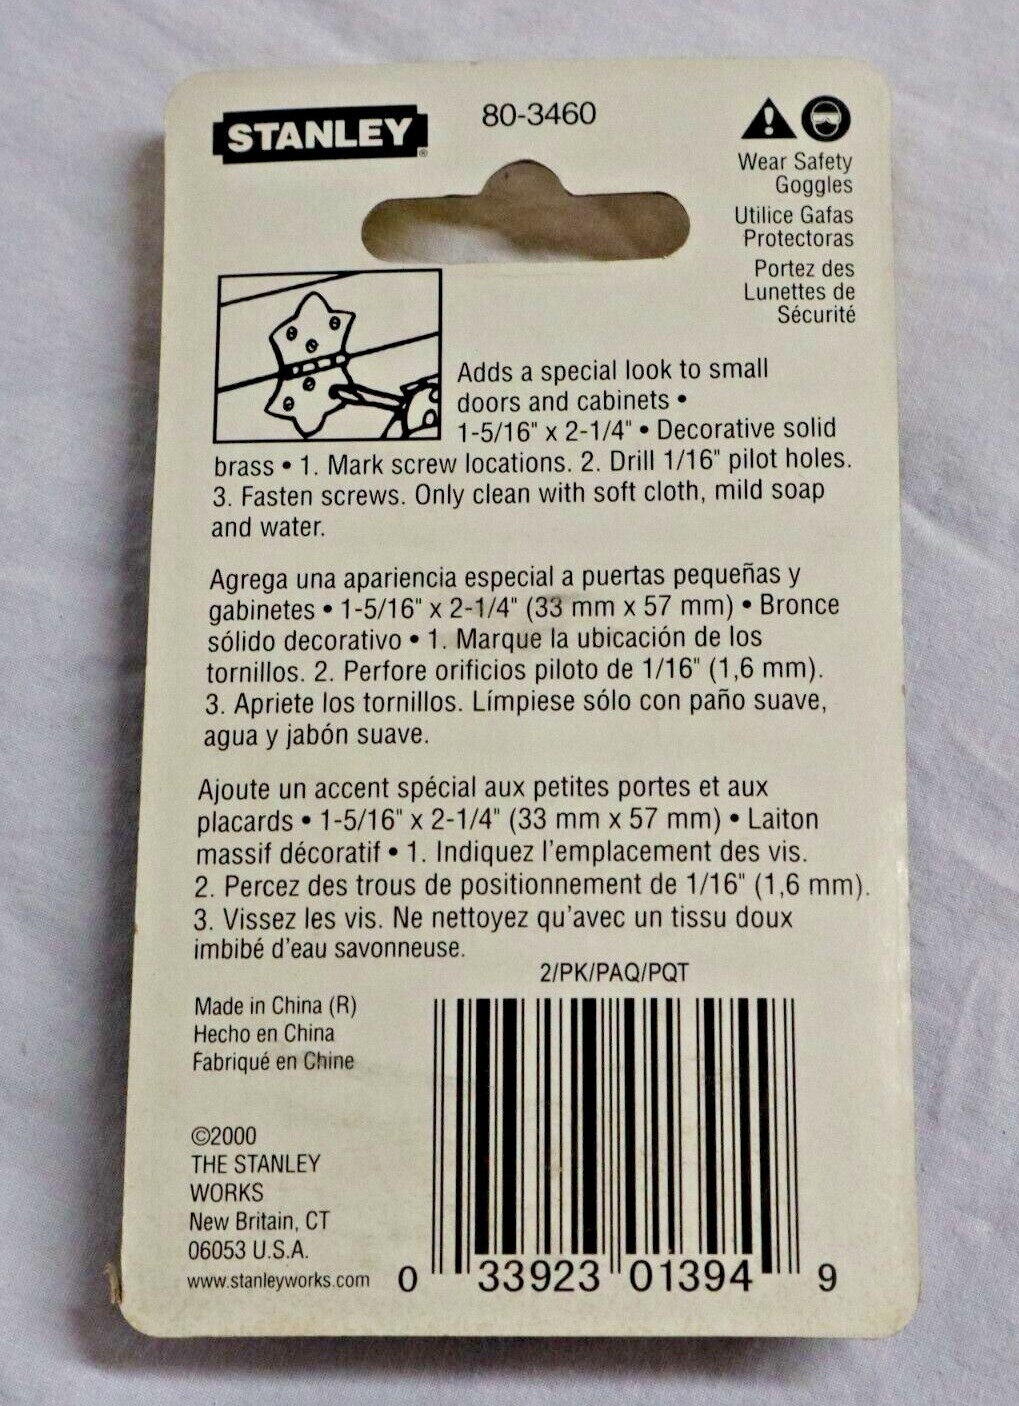 STANLEY®
80-3460
Wear Safety
Goggles
Utilice Gafas
Protectoras
Portez des
Lunettes de
Sécurité
Adds a special look to small
doors and cabinets •
1-5/16" x 2-1/4" • Decorative solid
brass • 1. Mark screw locations. 2. Drill 1/16" pilot holes.
3. Fasten screws. Only clean with soft cloth, mild soap
and water.
Agrega una apariencia especial a puertas pequeñas y
gabinetes • 1-5/16" x 2-1/4" (33 mm x 57 mm) • Bronce
sólido decorativo • 1. Marque la ubicación de los
tornillos. 2. Perfore orificios piloto de 1/16" (1,6 mm).
3. Apriete los tornillos. Límpiese sólo con paño suave,
agua y jabón suave.
Ajoute un accent spécial aux petites portes et aux
placards • 1-5/16" x 2-1/4" (33 mm x 57 mm) • Laiton
massif décoratif • 1. Indiquez l'emplacement des vis.
2. Percez des trous de positionnement de 1/16" (1,6 mm).
3. Vissez les vis. Ne nettoyez qu'avec un tissu doux
imbibé d'eau savonneuse.
2/PK/PAQ/PQT
Made in China (R)
Hecho en China
Fabriqué en Chine
©2000
THE STANLEY
WORKS
New Britain, CT
06053 U.S.A.
www.stanleyworks.com
0 33923 01394 9